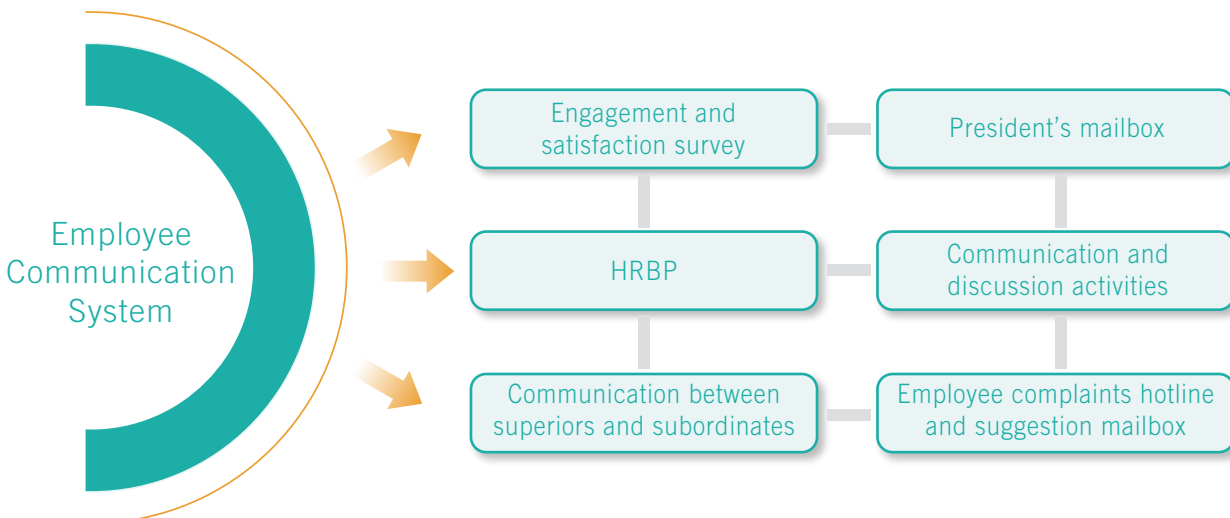 Employee
Communication
System
Engagement and
satisfaction survey
President’s mailbox
HRBP
Communication and
discussion activities
Communication between
superiors and subordinates
Employee complaints hotline
and suggestion mailbox